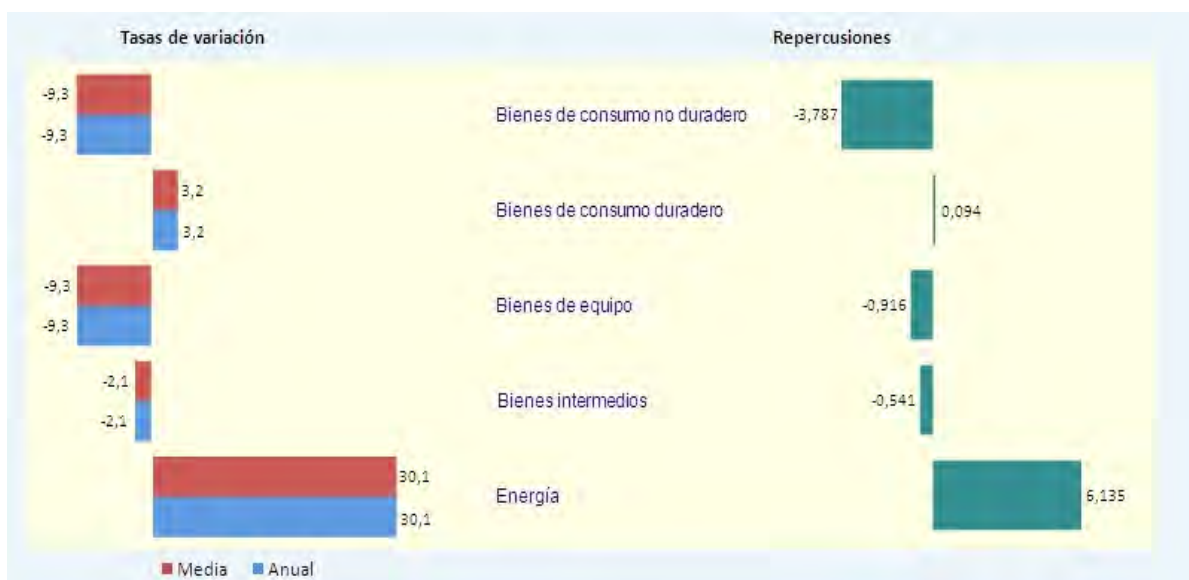 Tasas de variación
Repercusiones
-9,3
-9,3
Bienes de consumo no duradero
-3,787
3,2
3,2
Bienes de consumo duradero
0,094
-9,3
-9,3
Bienes de equipo
-0,916
-2,1
-2,1
Bienes intermedios
-0,541
30,1
30,1
Energía
6,135
Media
Anual